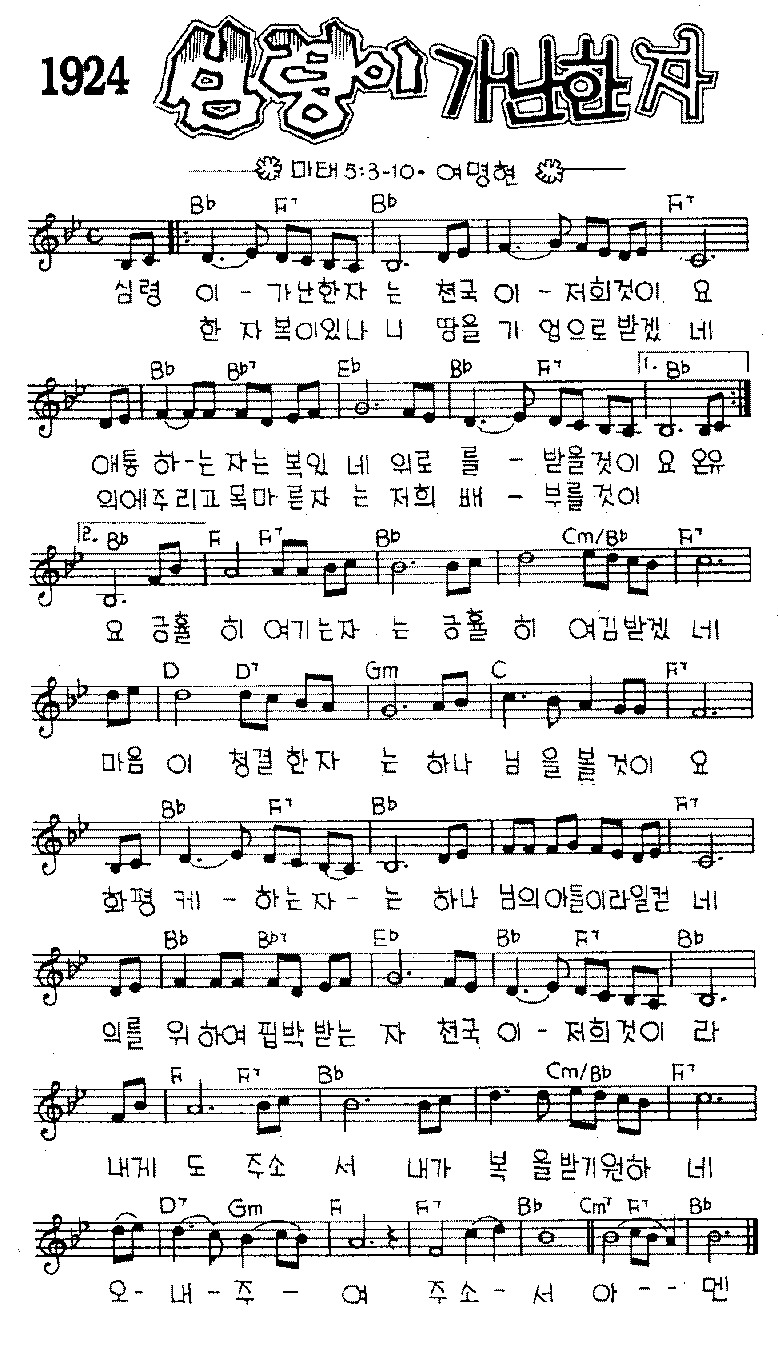 1924 심령이 가난한 자
마태 5:3-10 · 여명현
Bb F7 Bb F7
심령 이 - 가난한자 는 천국 이 - 저희것이 요
한 자 복이있나 니 땅을 기 업으로 받겠 네
Bb Bb7 Eb Bb F7 1. Bb
애통 하-는 자는 복있 네 위로 를 - 받을것이 요 온유
의에주리고 목마 른자 는 저희 배 - 부를것이
2. Bb F F7 Bb Cm/Bb F7
요 긍휼 히 여기는자 는 긍휼 히 여김받겠 네
D D7 Gm C F7
마음 이 청결한자 는 하나 님 을볼것이 요
Bb F7 Bb F7
화평 케 - 하는자- 는 하나 님의아들이라일컫 네
Bb Bb7 Eb Bb F7 Bb
의를 위하여 핍박받는 자 천국 이 - 저희것이 라
F F7 Bb Cm/Bb F7
내게 도 주소 서 내가 복 을받기원하 네
D7 Gm F F7 Bb Cm7 F7 Bb
오 - 내 - 주 - 여 주소 - 서 아 - - 멘